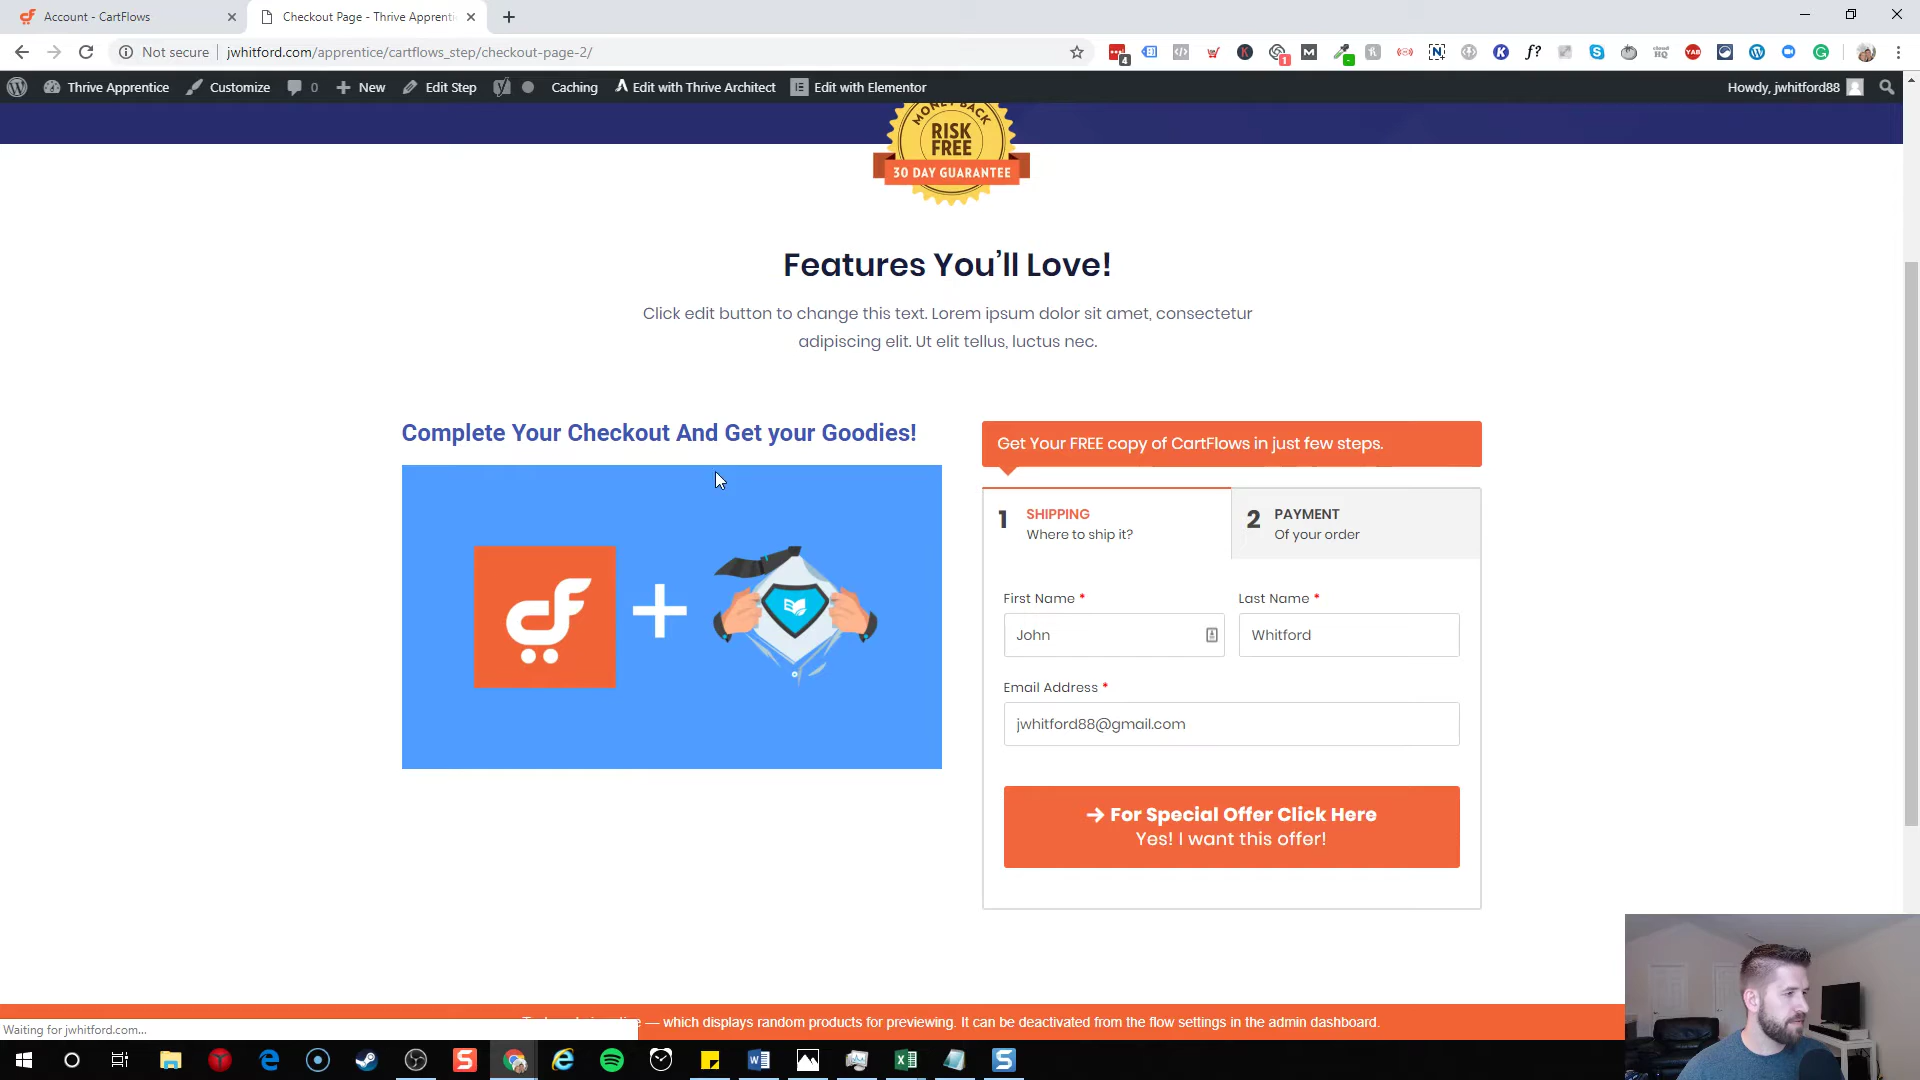 Account - CartFlows
Checkout Page - Thrive Apprenti
Not secure
jwhitford.com/apprentice/cartflows_step/checkout-page-2/
Thrive Apprentice
Customize
0
New
Edit Step
Caching
Edit with Thrive Architect
Edit with Elementor
Howdy, jwhitford88
MONEY BACK
RISK
FREE
30 DAY GUARANTEE
Features You’ll Love!
Click edit button to change this text. Lorem ipsum dolor sit amet, consectetur
adipiscing elit. Ut elit tellus, luctus nec.
Complete Your Checkout And Get your Goodies!
Get Your FREE copy of CartFlows in just few steps.
1
SHIPPING
Where to ship it?
2
PAYMENT
Of your order
First Name *
Last Name *
John
Whitford
Email Address *
jwhitford88@gmail.com
For Special Offer Click Here
Yes! I want this offer!
— which displays random products for previewing. It can be deactivated from the flow settings in the admin dashboard.
Waiting for jwhitford.com...